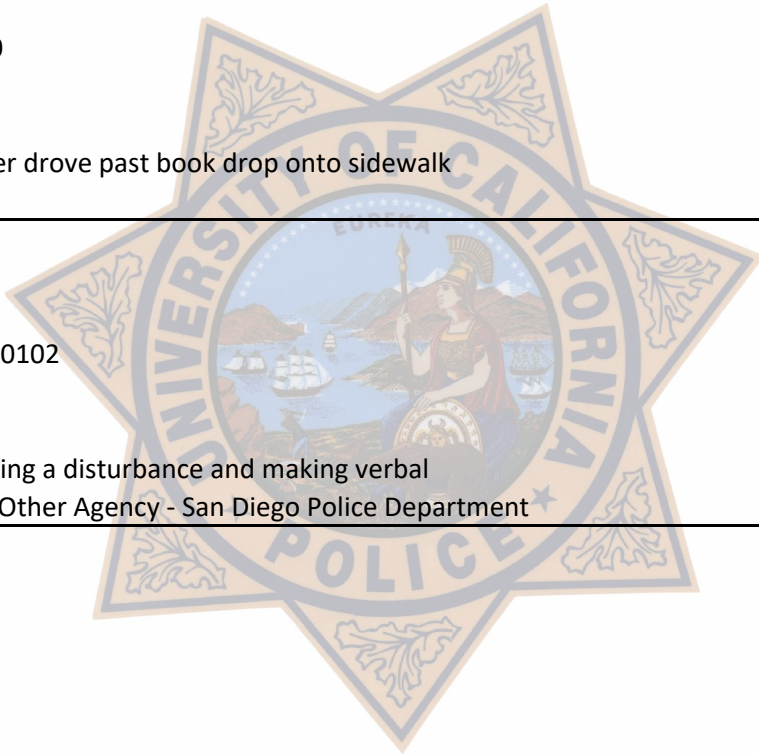 er drove past book drop onto sidewalk
0102
ing a disturbance and making verbal
Other Agency - San Diego Police Department
UNIVERSITY OF CALIFORNIA
EUREKA
POLICE